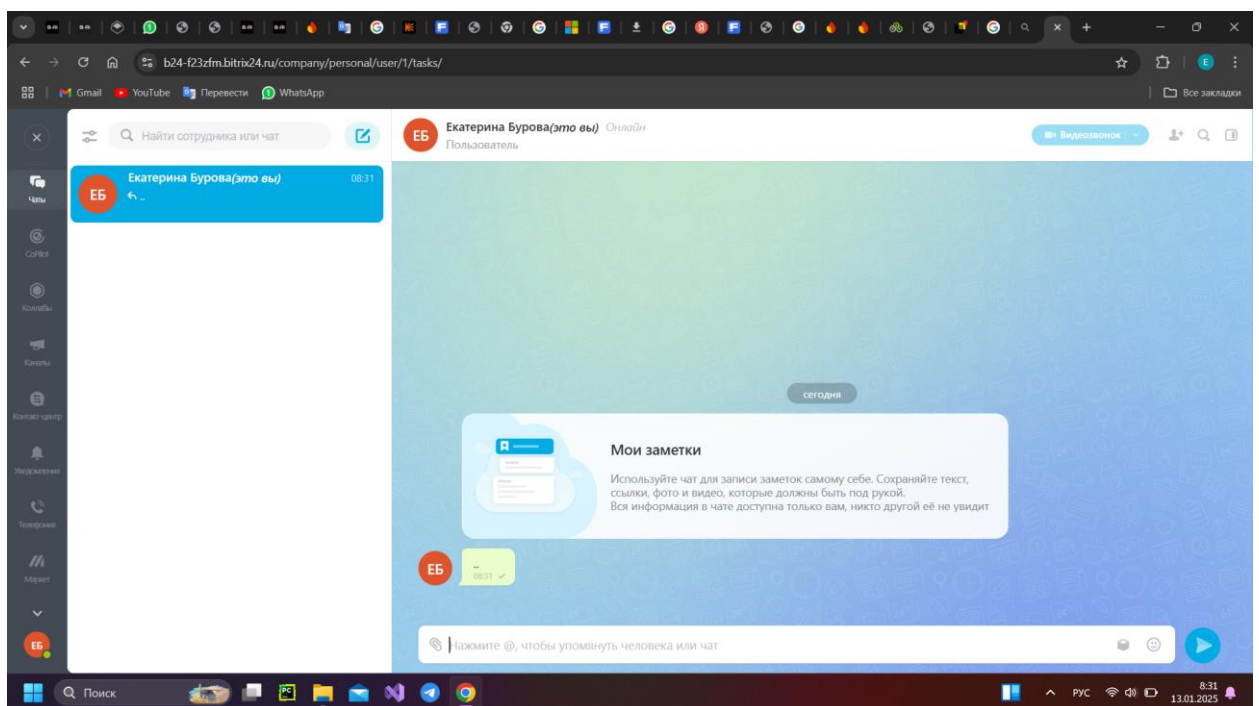 b24-f23zfm.bitrix24.ru/company/personal/user/1/tasks/
Gmail YouTube Перевести WhatsApp Все закладки
Найти сотрудника или чат
Екатерина Бурова(это вы) Онлайн
Пользователь
Видеозвонок
ЕБ
Екатерина Бурова(это вы) 08:31
..
ЕБ
Чаты
CoPilot
Коллабы
Каналы
Контакт-центр
Уведомления
Телефония
Маркет
ЕБ
сегодня
Мои заметки
Используйте чат для записи заметок самому себе. Сохраняйте текст,
ссылки, фото и видео, которые должны быть под рукой.
Вся информация в чате доступна только вам, никто другой её не увидит
ЕБ
..
08:31
Нажмите @, чтобы упомянуть человека или чат
Поиск
РУС
8:31
13.01.2025